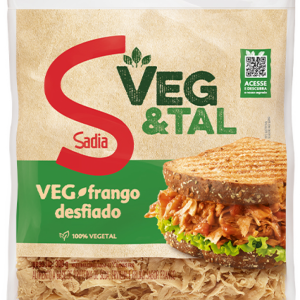 VEG
&TAL
Sadia
ACESSE
E DESCUBRA
VEG frango
desfiado
100% VEGETAL